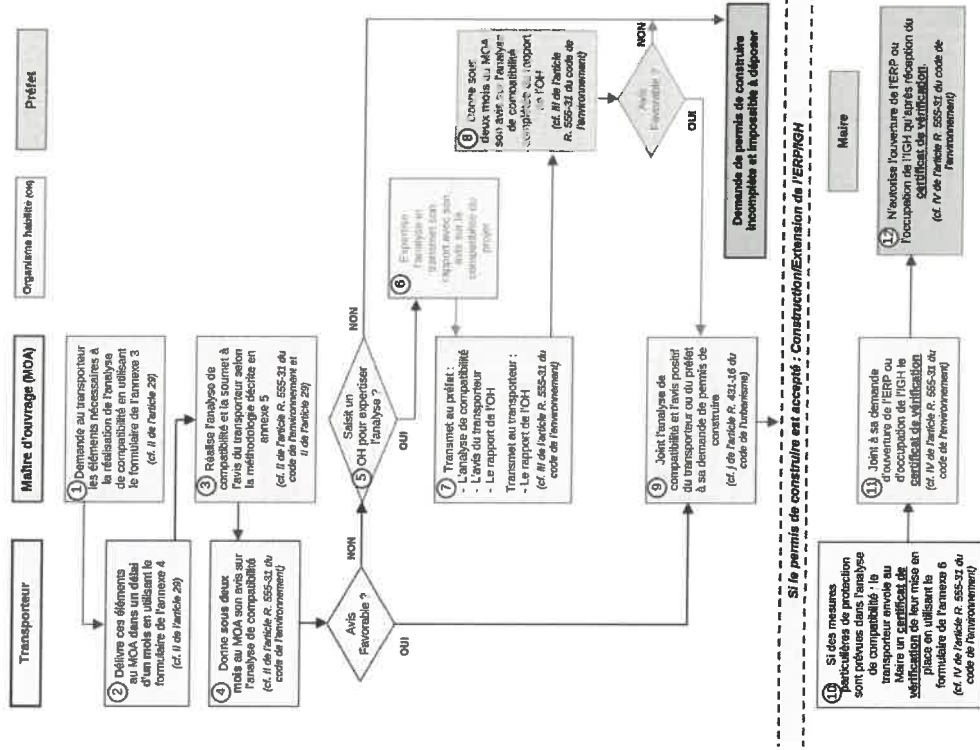 Transporteur
Maître d'ouvrage (MOA)
Organisme habilité (OH)
Préfet
1 Demande au transporteur
les éléments nécessaires à
la réalisation de l'analyse
de compatibilité en utilisant
le formulaire de l'annexe 3
(cf. II de l'article 29)
2 Délivre ces éléments
au MOA dans un délai
d'un mois en utilisant le
formulaire de l'annexe 4
(cf. II de l'article 29)
3 Réalise l'analyse de
compatibilité et la soumet à
l'avis du transporteur selon
la méthodologie décrite en
annexe 5
(cf. II de l'article R. 555-31 du
code de l'environnement et
II de l'article 29)
4 Donne sous deux
mois au MOA son avis sur
l'analyse de compatibilité
(cf. II de l'article R. 555-31 du
code de l'environnement)
Avis
Favorable ?
NON
OUI
Saisit un
5 OH pour expertiser
l'analyse ?
NON
OUI
6 Expertise
l'analyse et
transmet son
rapport avec son
avis sur la
compatibilité du
projet
7 Transmet au préfet :
- L'analyse de compatibilité
- L'avis du transporteur
- Le rapport de l'OH
Transmet au transporteur :
- Le rapport de l'OH
(cf. III de l'article R. 555-31 du
code de l'environnement)
8 Donne sous
deux mois du MOA
son avis sur l'analyse
de compatibilité
complétée du rapport
de l'OH
(cf. III de l'article
R. 555-31 du code de
l'environnement)
Avis
Favorable ?
NON
OUI
9 Joint l'analyse de
compatibilité et l'avis positif
du transporteur ou du préfet
à sa demande de permis de
construire
(cf. j de l'article R. 431-16 du
code de l'urbanisme)
Demande de permis de construire
incomplète et impossible à déposer
Si le permis de construire est accepté : Construction/Extension de l'ERP/IGH
Maire
10 Si des mesures
particulières de protection
sont prévues dans l'analyse
de compatibilité : le
transporteur envoie au
Maire un certificat de
vérification de leur mise en
place en utilisant le
formulaire de l'annexe 6
(cf. IV de l'article R. 555-31 du
code de l'environnement)
11 Joint à sa demande
d'ouverture de l'ERP ou
d'occupation de l'IGH le
certificat de vérification
(cf. IV de l'article R. 555-31 du
code de l'environnement)
12 N'autorise l'ouverture de l'ERP ou
l'occupation de l'IGH qu'après réception du
certificat de vérification.
(cf. IV de l'article R. 555-31 du code de
l'environnement)